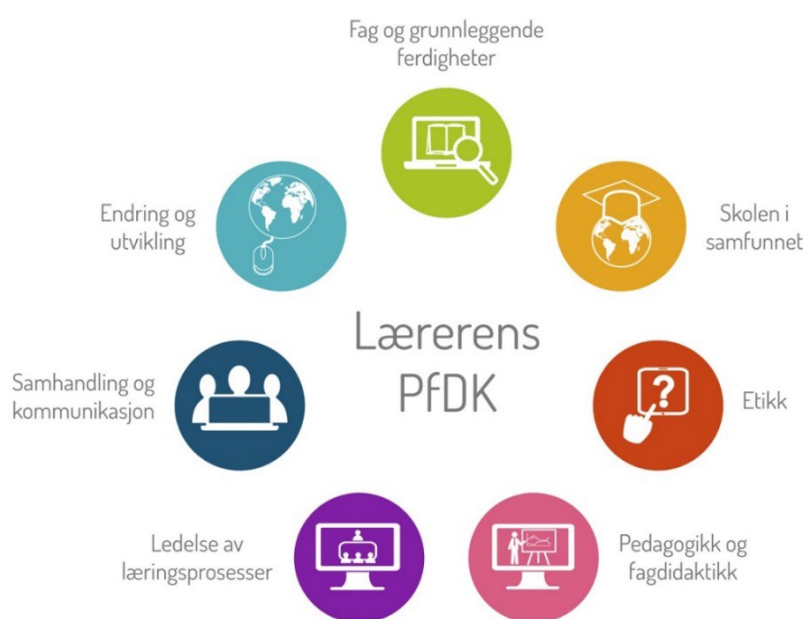 Fag og grunnleggende
ferdigheter
Endring og
utvikling
Skolen i
samfunnet
Lærerens
PfDK
Samhandling og
kommunikasjon
Etikk
?
Ledelse av
læringsprosesser
Pedagogikk og
fagdidaktikk